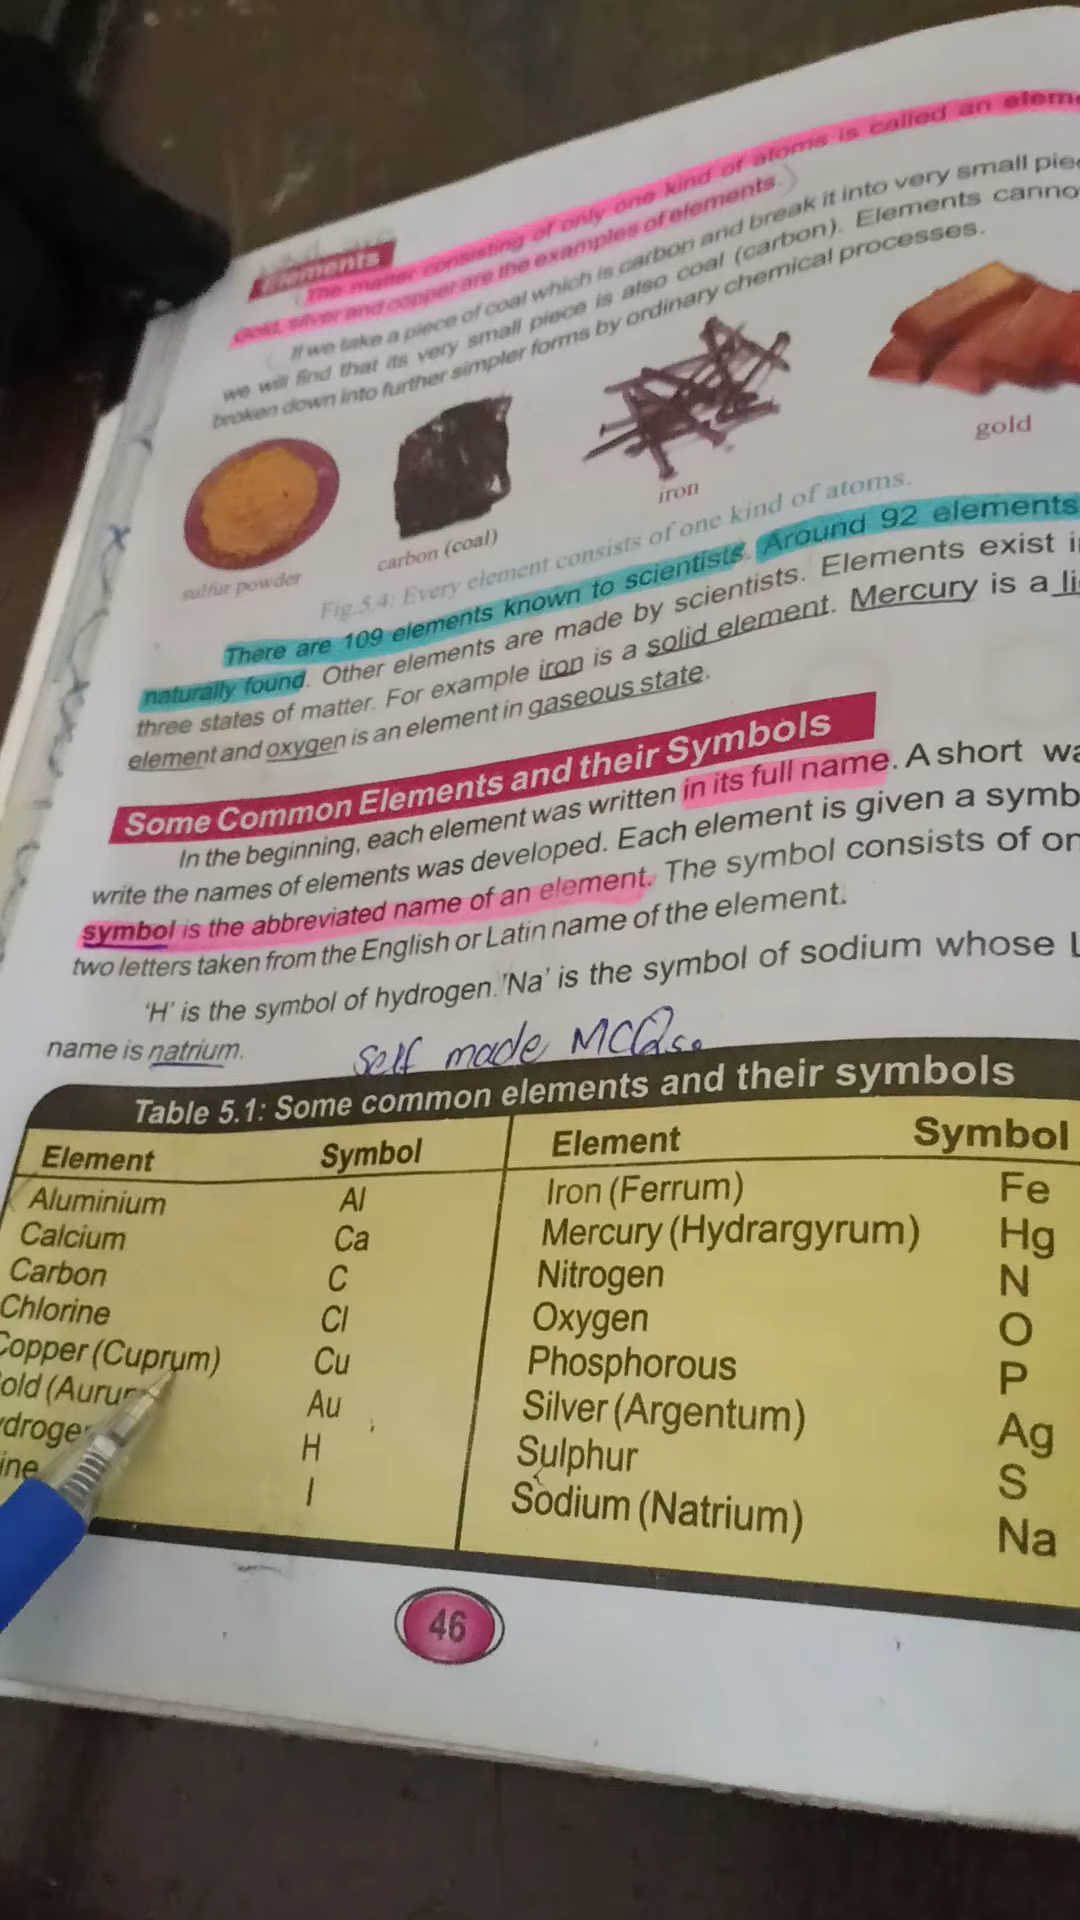 Elements
The matter consisting of only one kind of atoms is called an elem
Gold, silver and copper are the examples of elements.
If we take a piece of coal which is carbon and break it into very small pie
we will find that its very small piece is also coal (carbon). Elements canno
broken down into further simpler forms by ordinary chemical processes.
sulfur powder
carbon (coal)
iron
gold
Fig.5.4: Every element consists of one kind of atoms.
There are 109 elements known to scientists. Around 92 elements
naturally found. Other elements are made by scientists. Elements exist i
three states of matter. For example iron is a solid element. Mercury is a li
element and oxygen is an element in gaseous state.
Some Common Elements and their Symbols
In the beginning, each element was written in its full name. A short wa
write the names of elements was developed. Each element is given a symb
symbol is the abbreviated name of an element. The symbol consists of or
two letters taken from the English or Latin name of the element.
'H' is the symbol of hydrogen. 'Na' is the symbol of sodium whose L
name is natrium.
Self made MCQs.
Table 5.1: Some common elements and their symbols
Element Symbol Element Symbol
Aluminium Al Iron (Ferrum) Fe
Calcium Ca Mercury (Hydrargyrum) Hg
Carbon C Nitrogen N
Chlorine Cl Oxygen O
Copper (Cuprum) Cu Phosphorous P
old (Auru Au Silver (Argentum) Ag
droge H Sulphur S
ine I Sodium (Natrium) Na
46